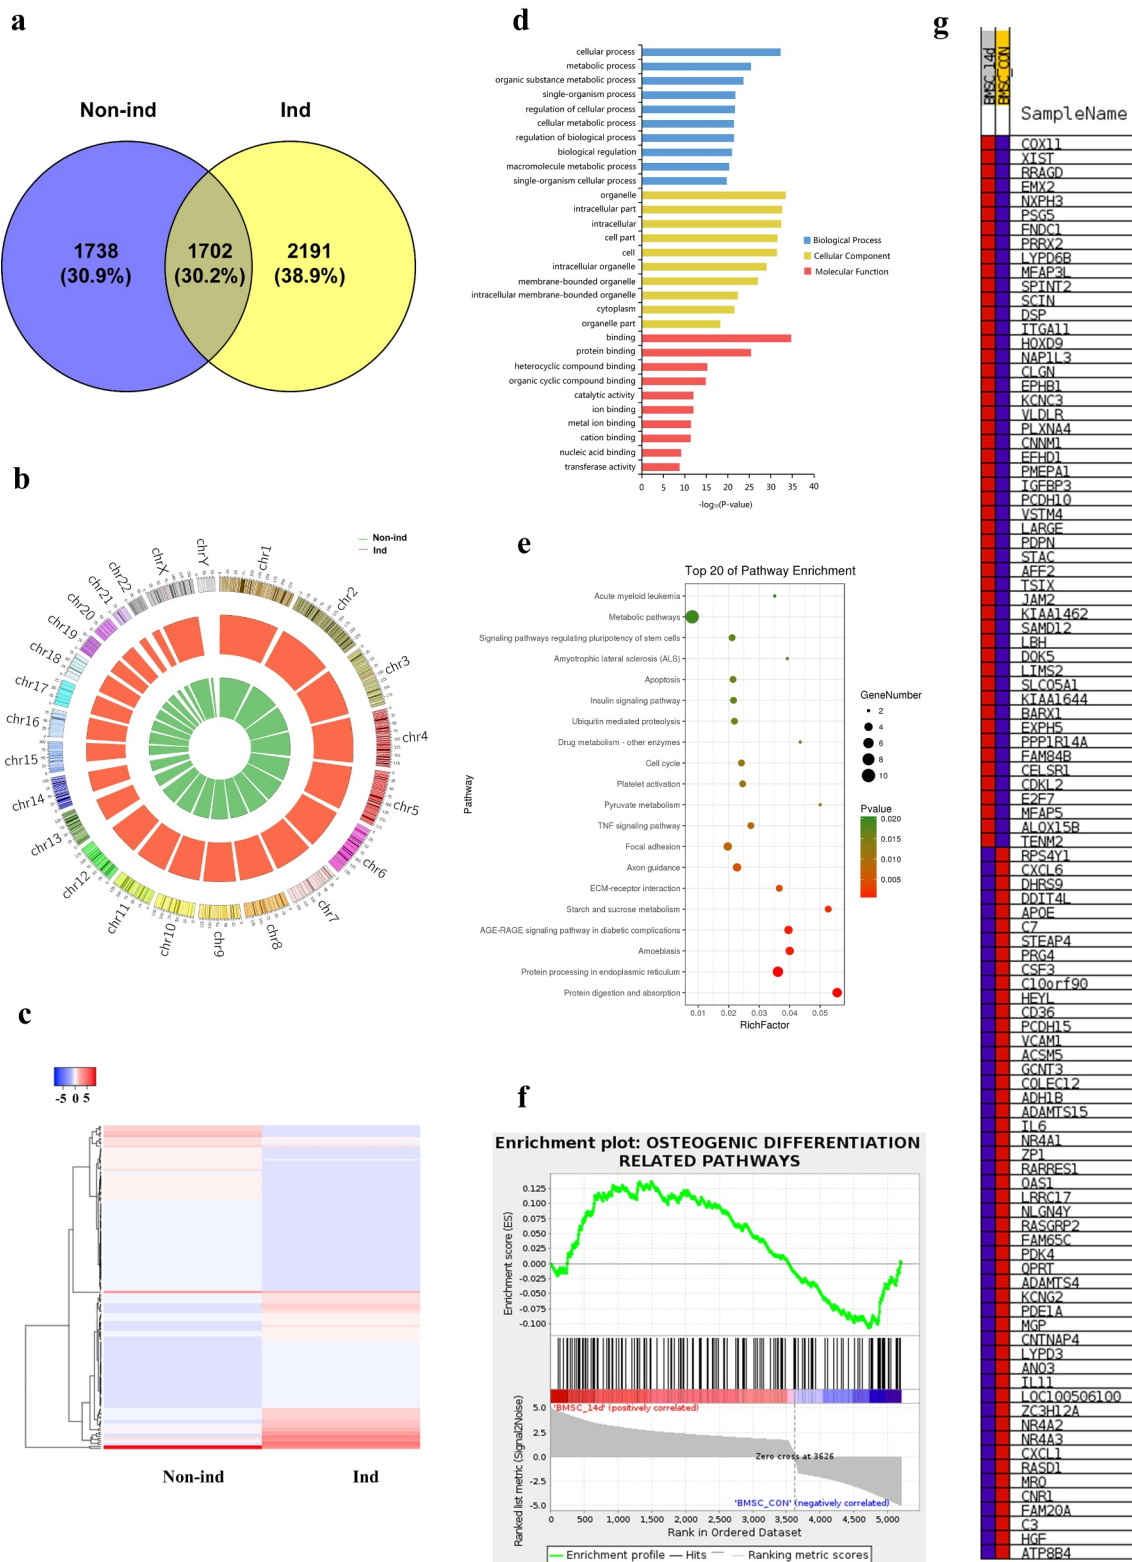 a
Non-ind
Ind
1738
(30.9%)
1702
(30.2%)
2191
(38.9%)
b
Non-ind
Ind
chr1
chr2
chr3
chr4
chr5
chr6
chr7
chr8
chr9
chr10
chr11
chr12
chr13
chr14
chr15
chr16
chr17
chr18
chr19
chr20
chr21
chr22
chrX
chrY
c
-5 0 5
Non-ind
Ind
d
cellular process
metabolic process
organic substance metabolic process
single-organism process
regulation of cellular process
cellular metabolic process
regulation of biological process
biological regulation
macromolecule metabolic process
single-organism cellular process
organelle
intracellular part
intracellular
cell part
cell
intracellular organelle
membrane-bounded organelle
intracellular membrane-bounded organelle
cytoplasm
organelle part
binding
protein binding
heterocyclic compound binding
organic cyclic compound binding
catalytic activity
ion binding
metal ion binding
cation binding
nucleic acid binding
transferase activity
0 5 10 15 20 25 30 35 40
-log₁₀(P-value)
Biological Process
Cellular Component
Molecular Function
e
Top 20 of Pathway Enrichment
Pathway
Acute myeloid leukemia
Metabolic pathways
Signaling pathways regulating pluripotency of stem cells
Amyotrophic lateral sclerosis (ALS)
Apoptosis
Insulin signaling pathway
Ubiquitin mediated proteolysis
Drug metabolism - other enzymes
Cell cycle
Platelet activation
Pyruvate metabolism
TNF signaling pathway
Focal adhesion
Axon guidance
ECM-receptor interaction
Starch and sucrose metabolism
AGE-RAGE signaling pathway in diabetic complications
Amoebiasis
Protein processing in endoplasmic reticulum
Protein digestion and absorption
0.01 0.02 0.03 0.04 0.05
RichFactor
GeneNumber
2
4
6
8
10
Pvalue
0.020
0.015
0.010
0.005
f
Enrichment plot: OSTEOGENIC DIFFERENTIATION
RELATED PATHWAYS
Enrichment score (ES)
0.125
0.100
0.075
0.050
0.025
0.000
-0.025
-0.050
-0.075
-0.100
Ranked list metric (Signal2Noise)
5.0
2.5
0.0
-2.5
-5.0
'BMSC_14d' (positively correlated)
Zero cross at 3626
'BMSC_CON' (negatively correlated)
0 500 1,000 1,500 2,000 2,500 3,000 3,500 4,000 4,500 5,000
Rank in Ordered Dataset
Enrichment profile Hits Ranking metric scores
g
BMSC_14d
BMSC_CON
SampleName
COX11
XIST
RRAGD
EMX2
NXPH3
PSG5
FNDC1
PRRX2
LYPD6B
MFAP3L
SPINT2
SCIN
DSP
ITGA11
HOXD9
NAP1L3
CLGN
EPHB1
KCNC3
VLDLR
PLXNA4
CNNM1
EFHD1
PMEPA1
IGFBP3
PCDH10
VSTM4
LARGE
PDPN
STAC
AFF2
TSIX
JAM2
KIAA1462
SAMD12
LBH
DOK5
LIMS2
SLCO5A1
KIAA1644
BARX1
EXPH5
PPP1R14A
FAM84B
CELSR1
CDKL2
E2F7
MFAP5
ALOX15B
TENM2
RPS4Y1
CXCL6
DHRS9
DDIT4L
APOE
C7
STEAP4
PRG4
CSF3
C10orf90
HEYL
CD36
PCDH15
VCAM1
ACSM5
GCNT3
COLEC12
ADH1B
ADAMTS15
IL6
NR4A1
ZP1
RARRES1
OAS1
LRRC17
NLGN4Y
RASGRP2
FAM65C
PDK4
QPRT
ADAMTS4
KCNG2
PDE1A
MGP
CNTNAP4
LYPD3
ANO3
IL11
LOC100506100
ZC3H12A
NR4A2
NR4A3
CXCL1
RASD1
MRO
CNR1
FAM20A
C3
HGF
ATP8B4